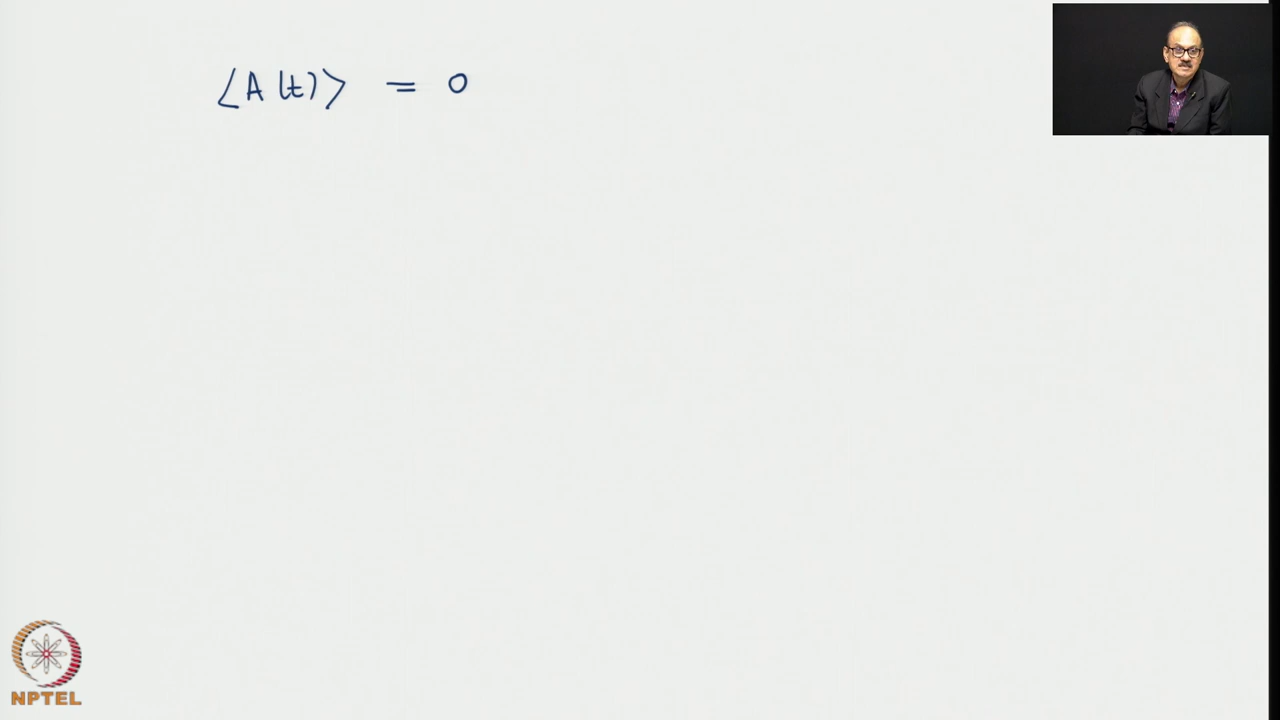 ⟨A(t)⟩ = 0
NPTEL